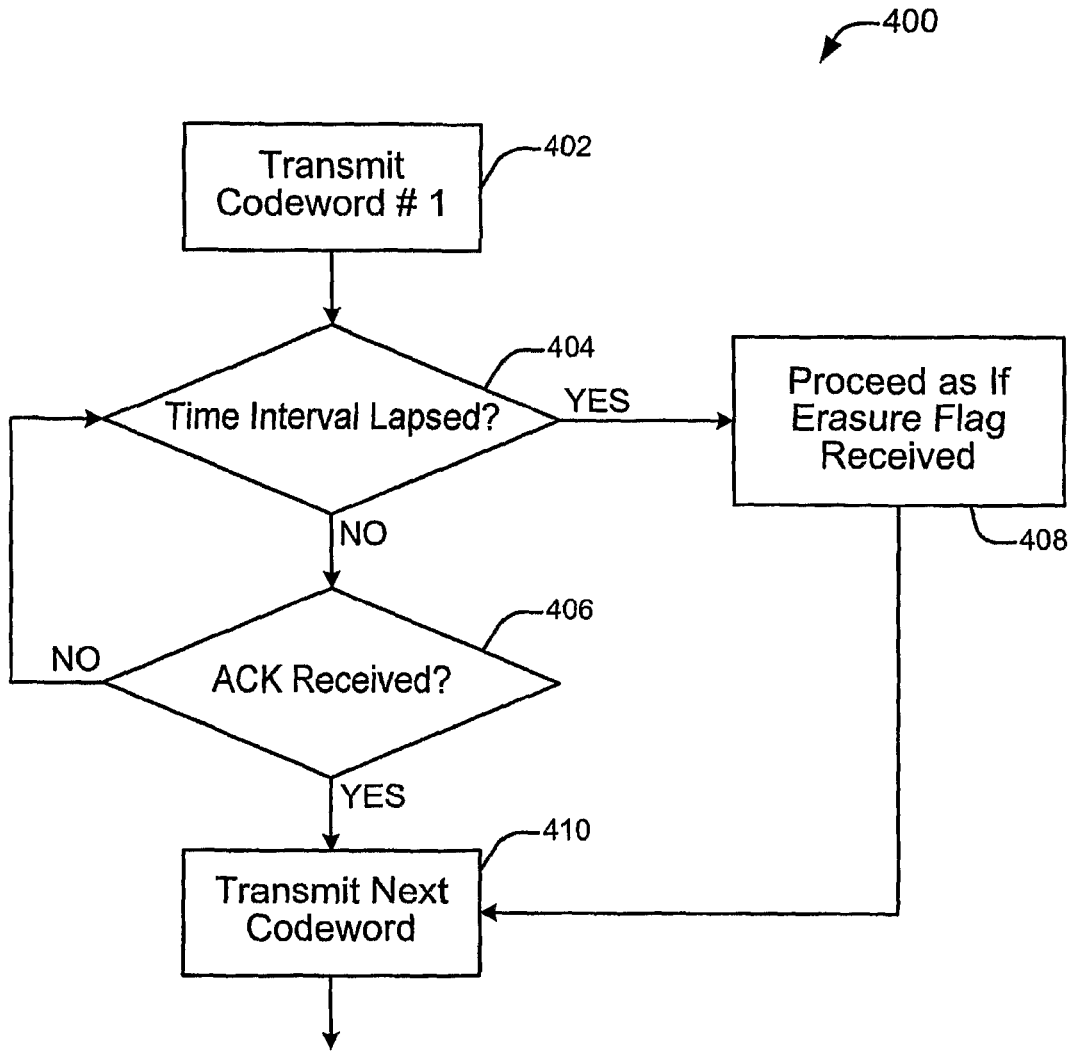 400
Transmit
Codeword # 1
402
Time Interval Lapsed?
404
YES
Proceed as If
Erasure Flag
Received
408
NO
ACK Received?
406
NO
YES
Transmit Next
Codeword
410